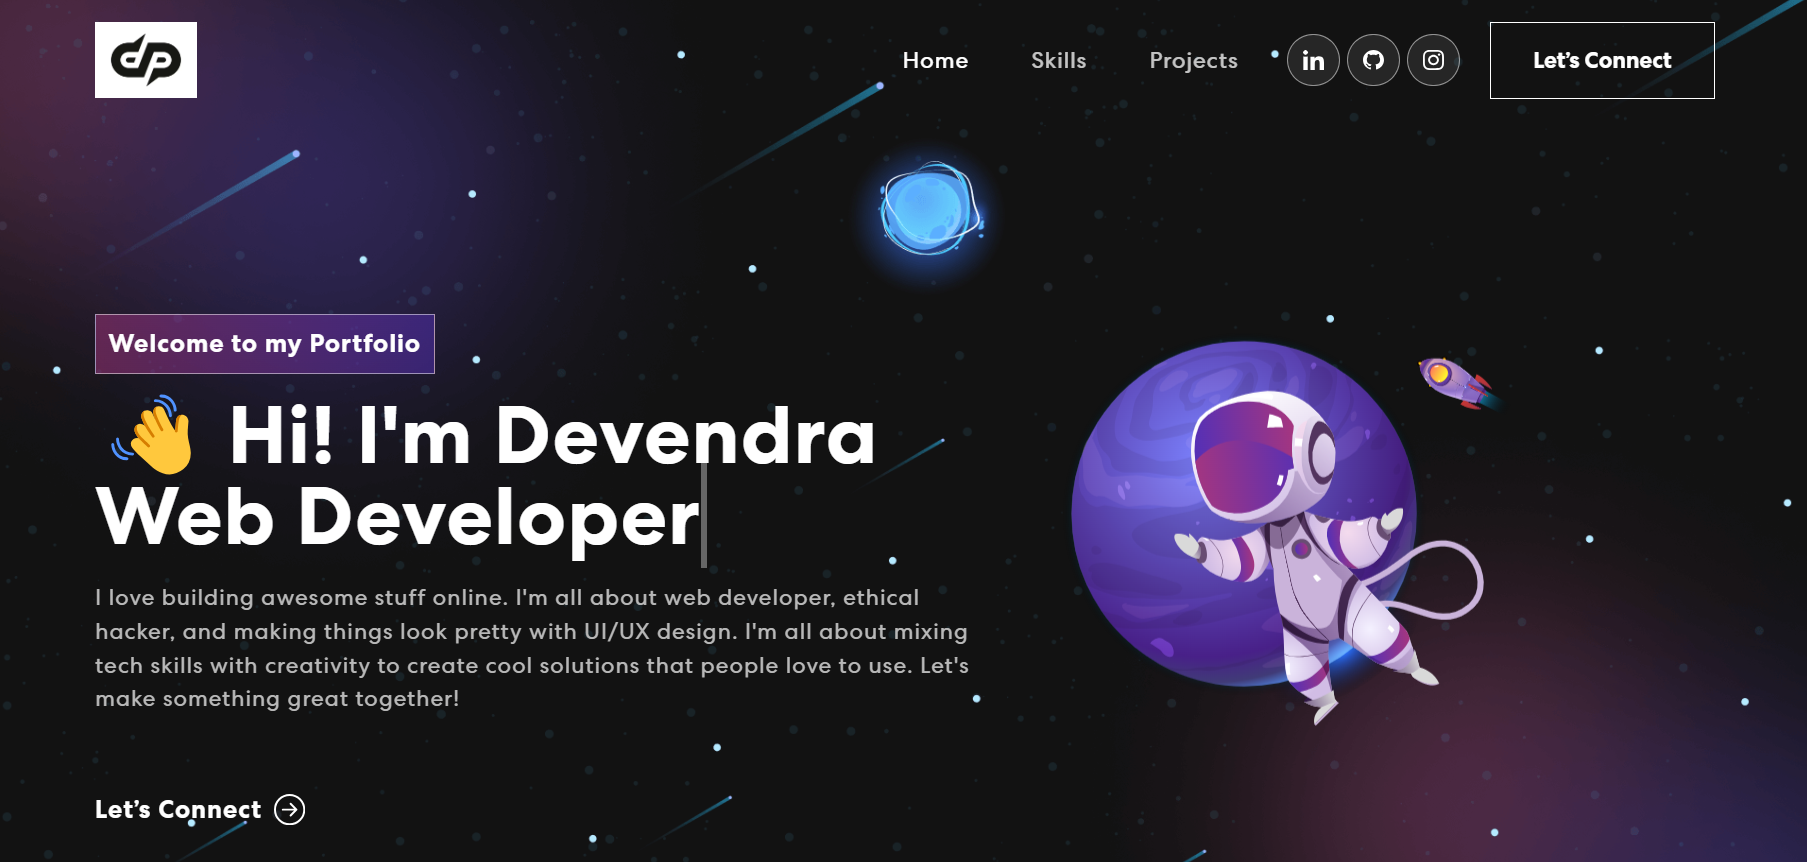 dp
Home Skills Projects in Let’s Connect
Welcome to my Portfolio
👋 Hi! I'm Devendra
Web Developer
I love building awesome stuff online. I'm all about web developer, ethical
hacker, and making things look pretty with UI/UX design. I'm all about mixing
tech skills with creativity to create cool solutions that people love to use. Let's
make something great together!
Let’s Connect